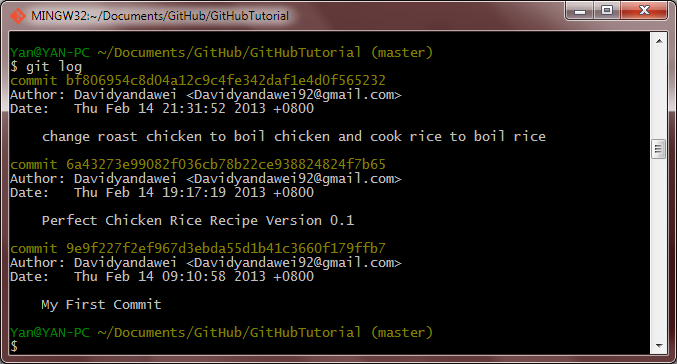 MINGW32:~/Documents/GitHub/GitHubTutorial
Yan@YAN-PC ~/Documents/GitHub/GitHubTutorial (master)
$ git log
commit bf806954c8d04a12c9c4fe342daf1e4d0f565232
Author: Davidyandawei <Davidyandawei92@gmail.com>
Date:   Thu Feb 14 21:31:52 2013 +0800
    change roast chicken to boil chicken and cook rice to boil rice
commit 6a43273e99082f036cb78b22ce938824824f7b65
Author: Davidyandawei <Davidyandawei92@gmail.com>
Date:   Thu Feb 14 19:17:19 2013 +0800
    Perfect Chicken Rice Recipe Version 0.1
commit 9e9f227f2ef967d3ebda55d1b41c3660f179ffb7
Author: Davidyandawei <Davidyandawei92@gmail.com>
Date:   Thu Feb 14 09:10:58 2013 +0800
    My First Commit
Yan@YAN-PC ~/Documents/GitHub/GitHubTutorial (master)
$